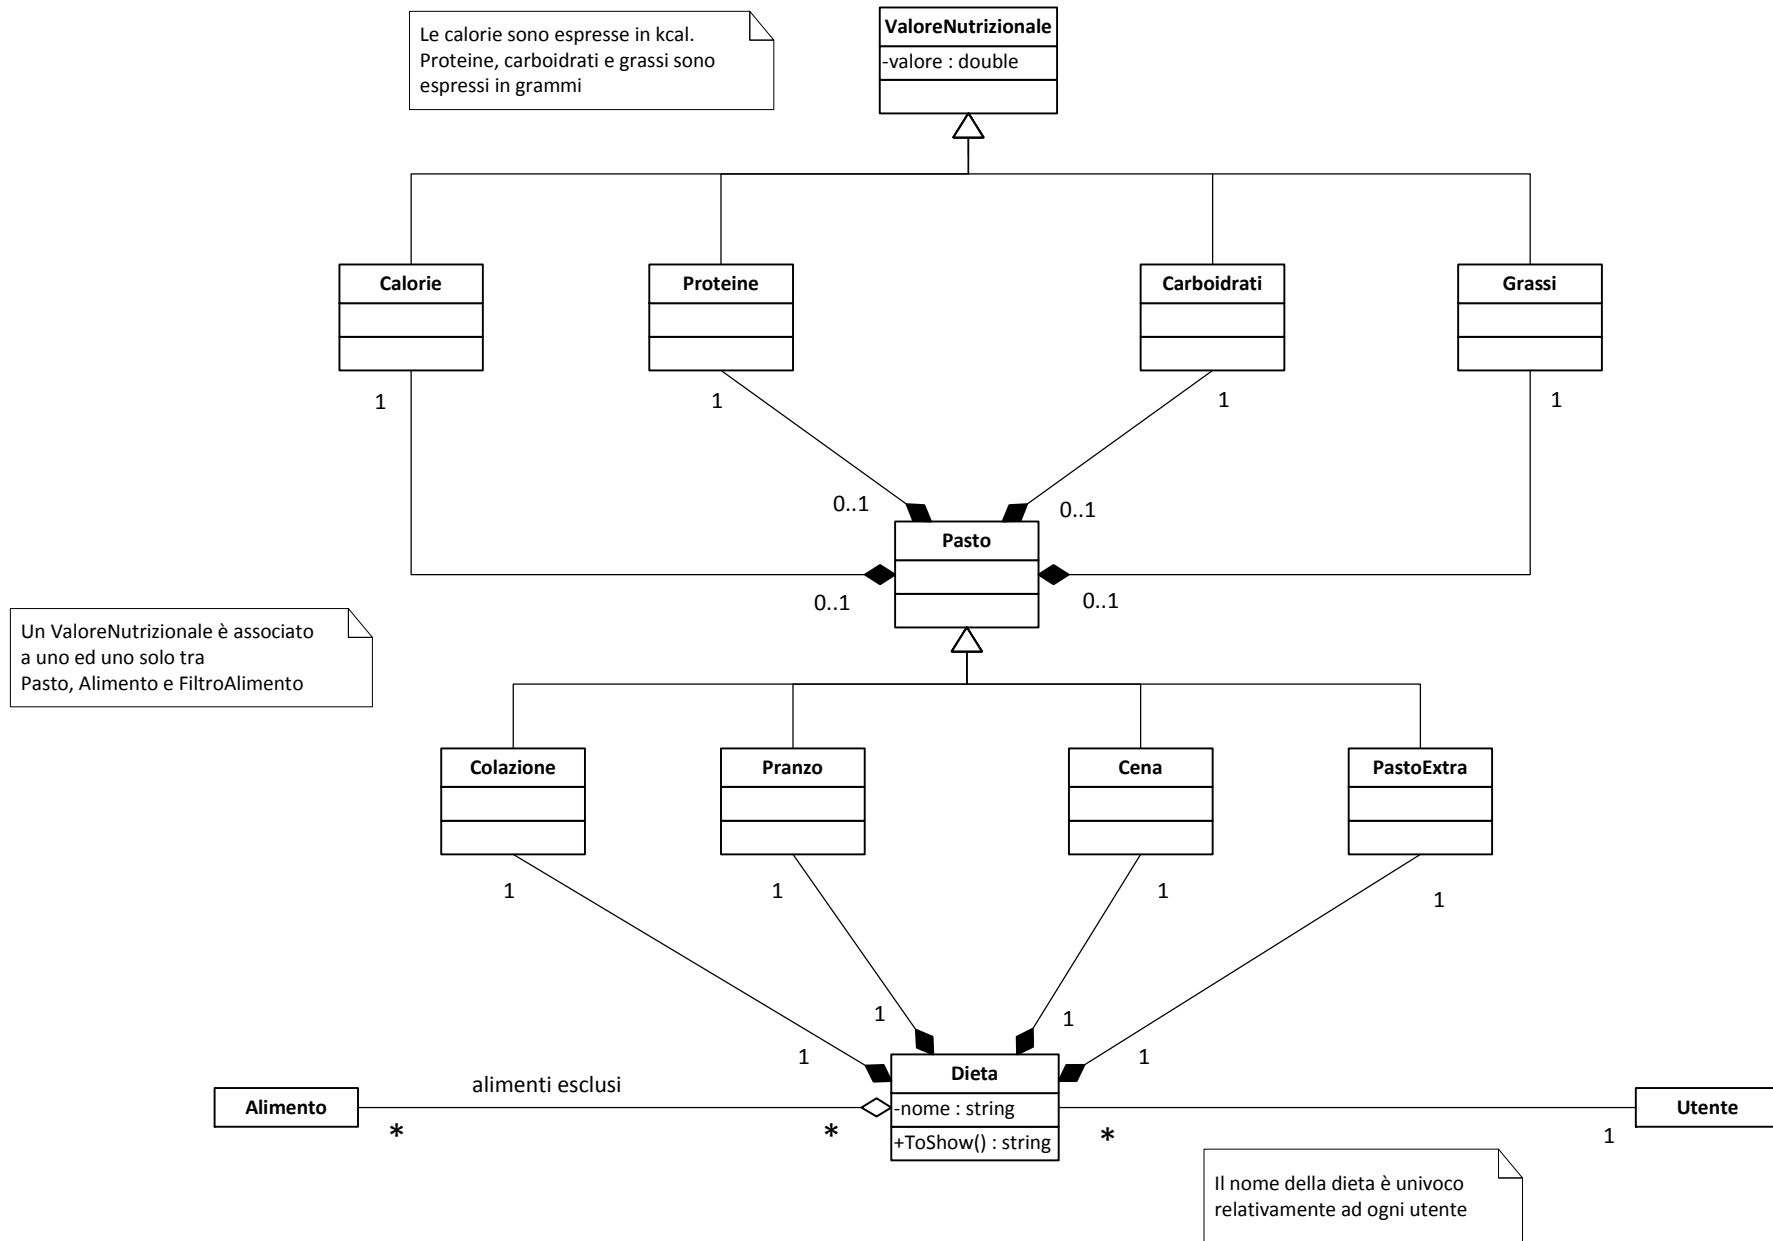 Le calorie sono espresse in kcal.
Proteine, carboidrati e grassi sono
espressi in grammi
ValoreNutrizionale
-valore : double
Calorie
Proteine
Carboidrati
Grassi
1
1
1
1
0..1
0..1
Pasto
0..1
0..1
Un ValoreNutrizionale è associato
a uno ed uno solo tra
Pasto, Alimento e FiltroAlimento
Colazione
Pranzo
Cena
PastoExtra
1
1
1
1
1
1
1
1
Dieta
-nome : string
+ToShow() : string
alimenti esclusi
Alimento
*
*
*
1
Utente
Il nome della dieta è univoco
relativamente ad ogni utente